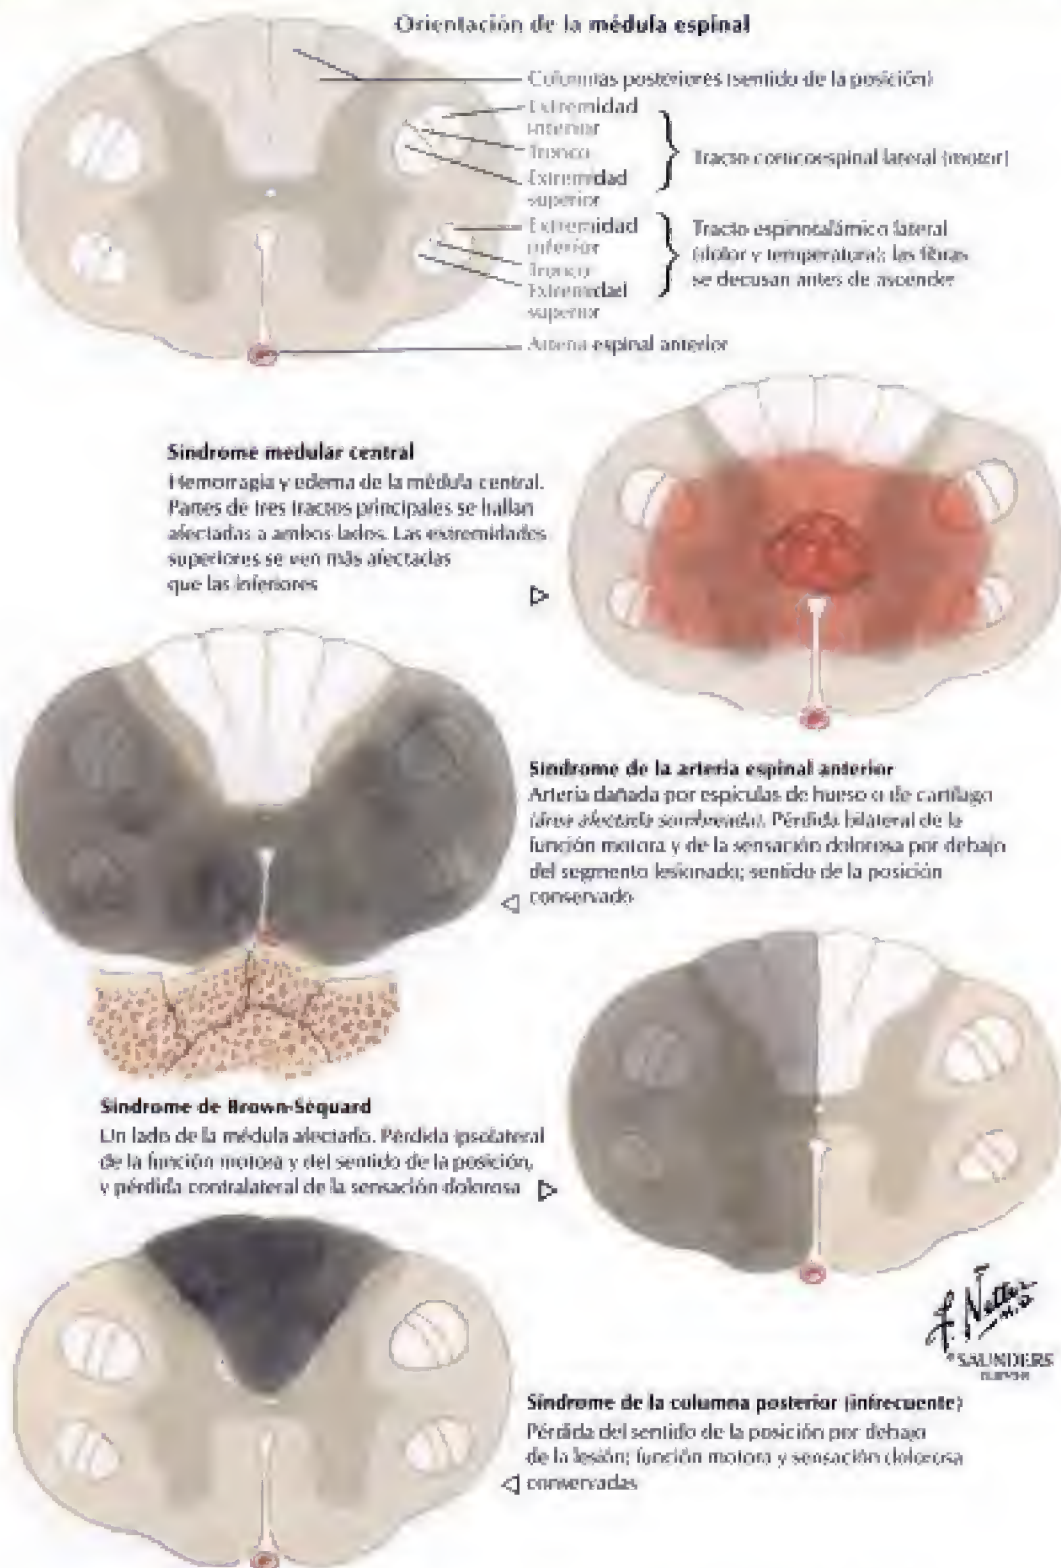 Orientación de la médula espinal
Columnas posteriores (sentido de la posición)
Extremidad
inferior
Tronco
Extremidad
superior
Tracto corticoespinal lateral (motor)
Extremidad
inferior
Tronco
Extremidad
superior
Tracto espinotalámico lateral
(dolor y temperatura); las fibras
se decusan antes de ascender
Arteria espinal anterior
Síndrome medular central
Hemorragia y edema de la médula central.
Partes de tres tractos principales se hallan
afectadas a ambos lados. Las extremidades
superiores se ven más afectadas
que las inferiores
Síndrome de la arteria espinal anterior
Arteria dañada por espículas de hueso o de cartílago
(área afectada sombreada). Pérdida bilateral de la
función motora y de la sensación dolorosa por debajo
del segmento lesionado; sentido de la posición
conservado
Síndrome de Brown-Séquard
Un lado de la médula afectado. Pérdida ipsolateral
de la función motora y del sentido de la posición,
y pérdida contralateral de la sensación dolorosa
F. Netter
M.D.
SAUNDERS
ELSEVIER
Síndrome de la columna posterior (infrecuente)
Pérdida del sentido de la posición por debajo
de la lesión; función motora y sensación dolorosa
conservadas